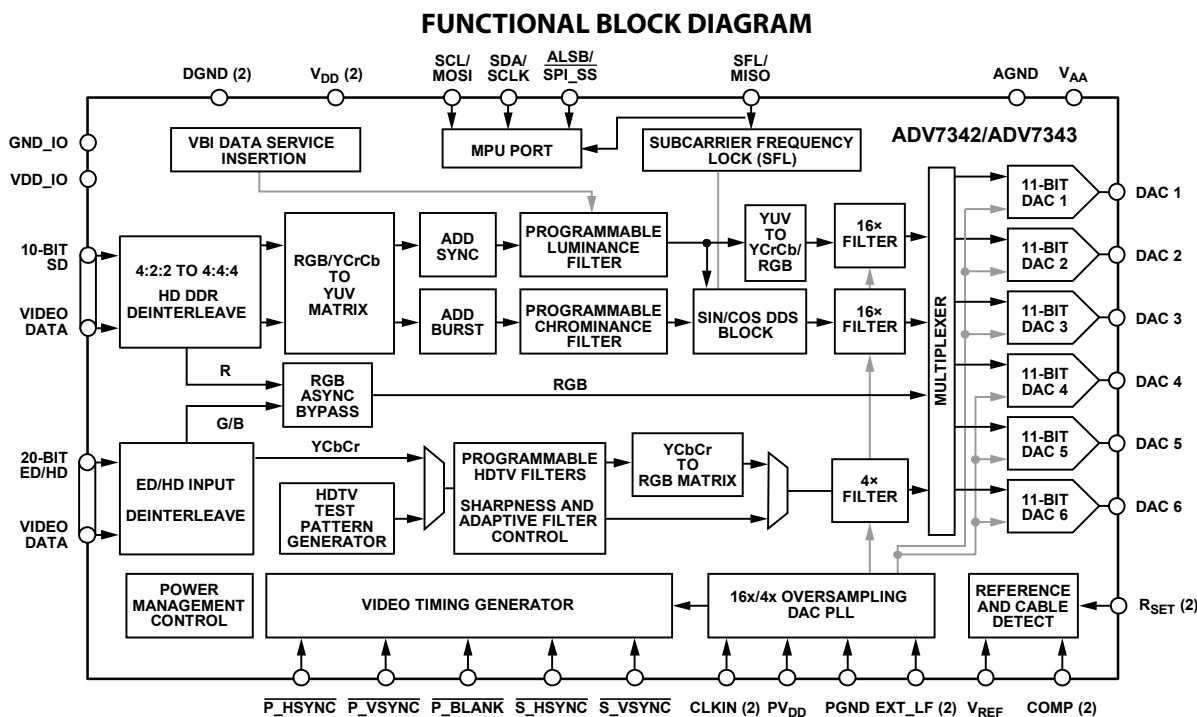 FUNCTIONAL BLOCK DIAGRAM
DGND (2)
VDD (2)
SCL/
MOSI
SDA/
SCLK
ALSB/
SPI_SS
SFL/
MISO
AGND
VAA
GND_IO
VDD_IO
10-BIT
SD
VIDEO
DATA
20-BIT
ED/HD
VIDEO
DATA
VBI DATA SERVICE
INSERTION
MPU PORT
SUBCARRIER FREQUENCY
LOCK (SFL)
ADV7342/ADV7343
4:2:2 TO 4:4:4
HD DDR
DEINTERLEAVE
RGB/YCrCb
TO
YUV
MATRIX
ADD
SYNC
PROGRAMMABLE
LUMINANCE
FILTER
YUV
TO
YCrCb/
RGB
16×
FILTER
ADD
BURST
PROGRAMMABLE
CHROMINANCE
FILTER
SIN/COS DDS
BLOCK
16×
FILTER
MULTIPLEXER
R
G/B
RGB
ASYNC
BYPASS
RGB
ED/HD INPUT
DEINTERLEAVE
YCbCr
HDTV
TEST
PATTERN
GENERATOR
PROGRAMMABLE
HDTV FILTERS
SHARPNESS AND
ADAPTIVE FILTER
CONTROL
YCbCr
TO
RGB MATRIX
4×
FILTER
11-BIT
DAC 1
DAC 1
11-BIT
DAC 2
DAC 2
11-BIT
DAC 3
DAC 3
11-BIT
DAC 4
DAC 4
11-BIT
DAC 5
DAC 5
11-BIT
DAC 6
DAC 6
POWER
MANAGEMENT
CONTROL
VIDEO TIMING GENERATOR
16x/4x OVERSAMPLING
DAC PLL
REFERENCE
AND CABLE
DETECT
RSET (2)
P_HSYNC
P_VSYNC
P_BLANK
S_HSYNC
S_VSYNC
CLKIN (2)
PVDD
PGND
EXT_LF (2)
VREF
COMP (2)